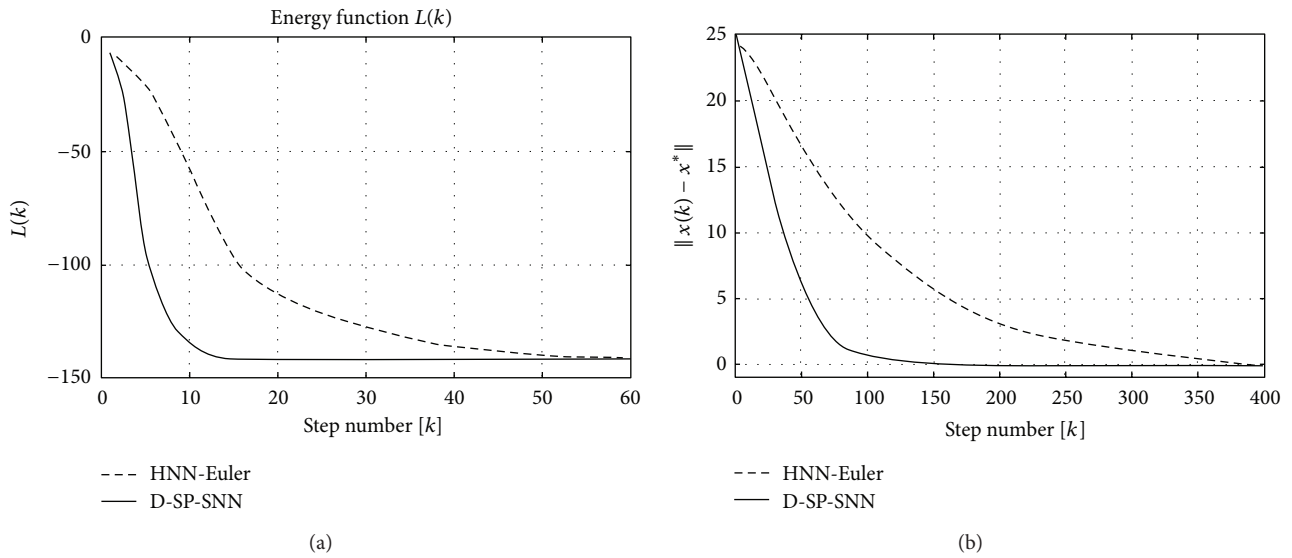 Energy function L(k)
0
−50
−100
−150
L(k)
0 10 20 30 40 50 60
Step number [k]
HNN-Euler
D-SP-SNN
(a)
25
20
15
10
5
0
‖x(k) − x*‖
0 50 100 150 200 250 300 350 400
Step number [k]
HNN-Euler
D-SP-SNN
(b)